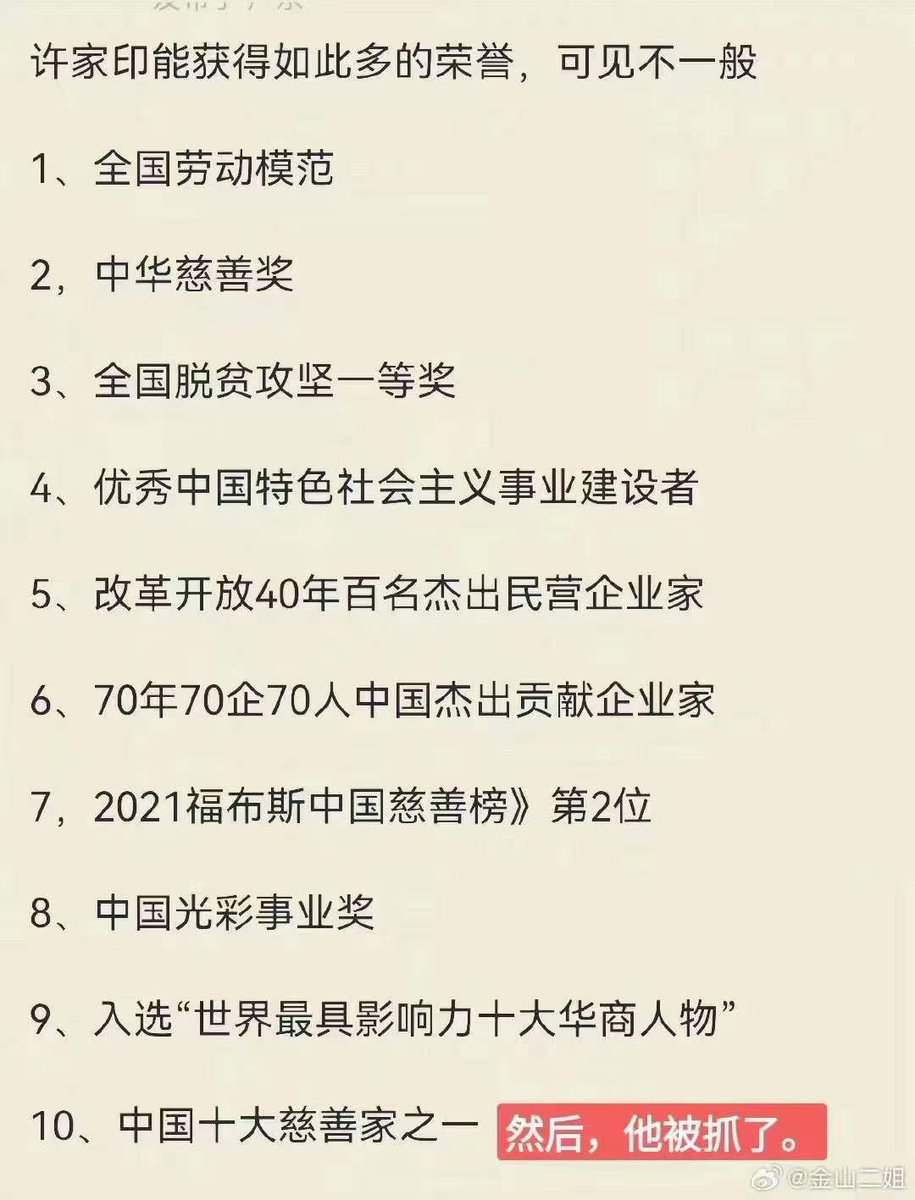 许家印能获得如此多的荣誉，可见不一般
1、全国劳动模范
2，中华慈善奖
3、全国脱贫攻坚一等奖
4、优秀中国特色社会主义事业建设者
5、改革开放40年百名杰出民营企业家
6、70年70企70人中国杰出贡献企业家
7，2021福布斯中国慈善榜》第2位
8、中国光彩事业奖
9、入选“世界最具影响力十大华商人物”
10、中国十大慈善家之一 然后，他被抓了。
@金山二姐